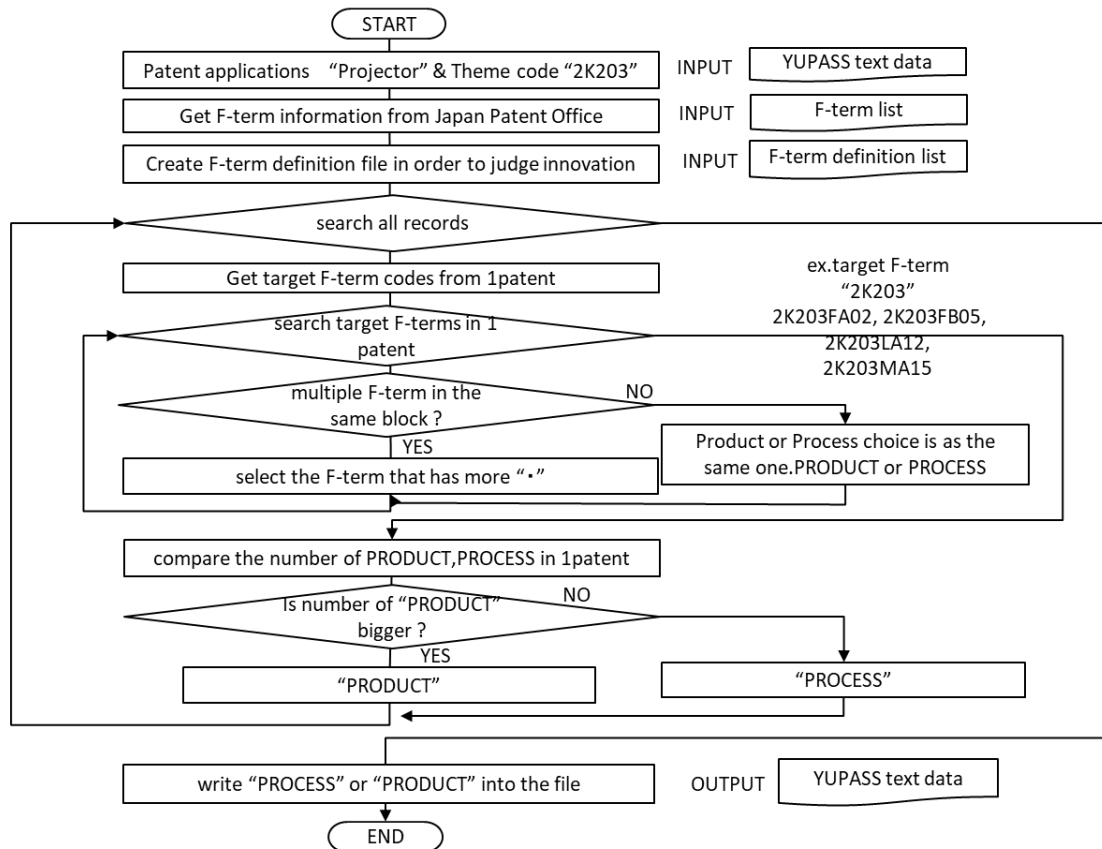 START
Patent applications “Projector” & Theme code “2K203”
INPUT
YUPASS text data
Get F-term information from Japan Patent Office
INPUT
F-term list
Create F-term definition file in order to judge innovation
INPUT
F-term definition list
search all records
Get target F-term codes from 1patent
ex.target F-term
“2K203”
2K203FA02, 2K203FB05,
2K203LA12,
2K203MA15
search target F-terms in 1
patent
multiple F-term in the
same block ?
NO
YES
Product or Process choice is as the
same one.PRODUCT or PROCESS
select the F-term that has more “・”
compare the number of PRODUCT,PROCESS in 1patent
Is number of “PRODUCT”
bigger ?
NO
YES
“PRODUCT”
“PROCESS”
write “PROCESS” or “PRODUCT” into the file
OUTPUT
YUPASS text data
END